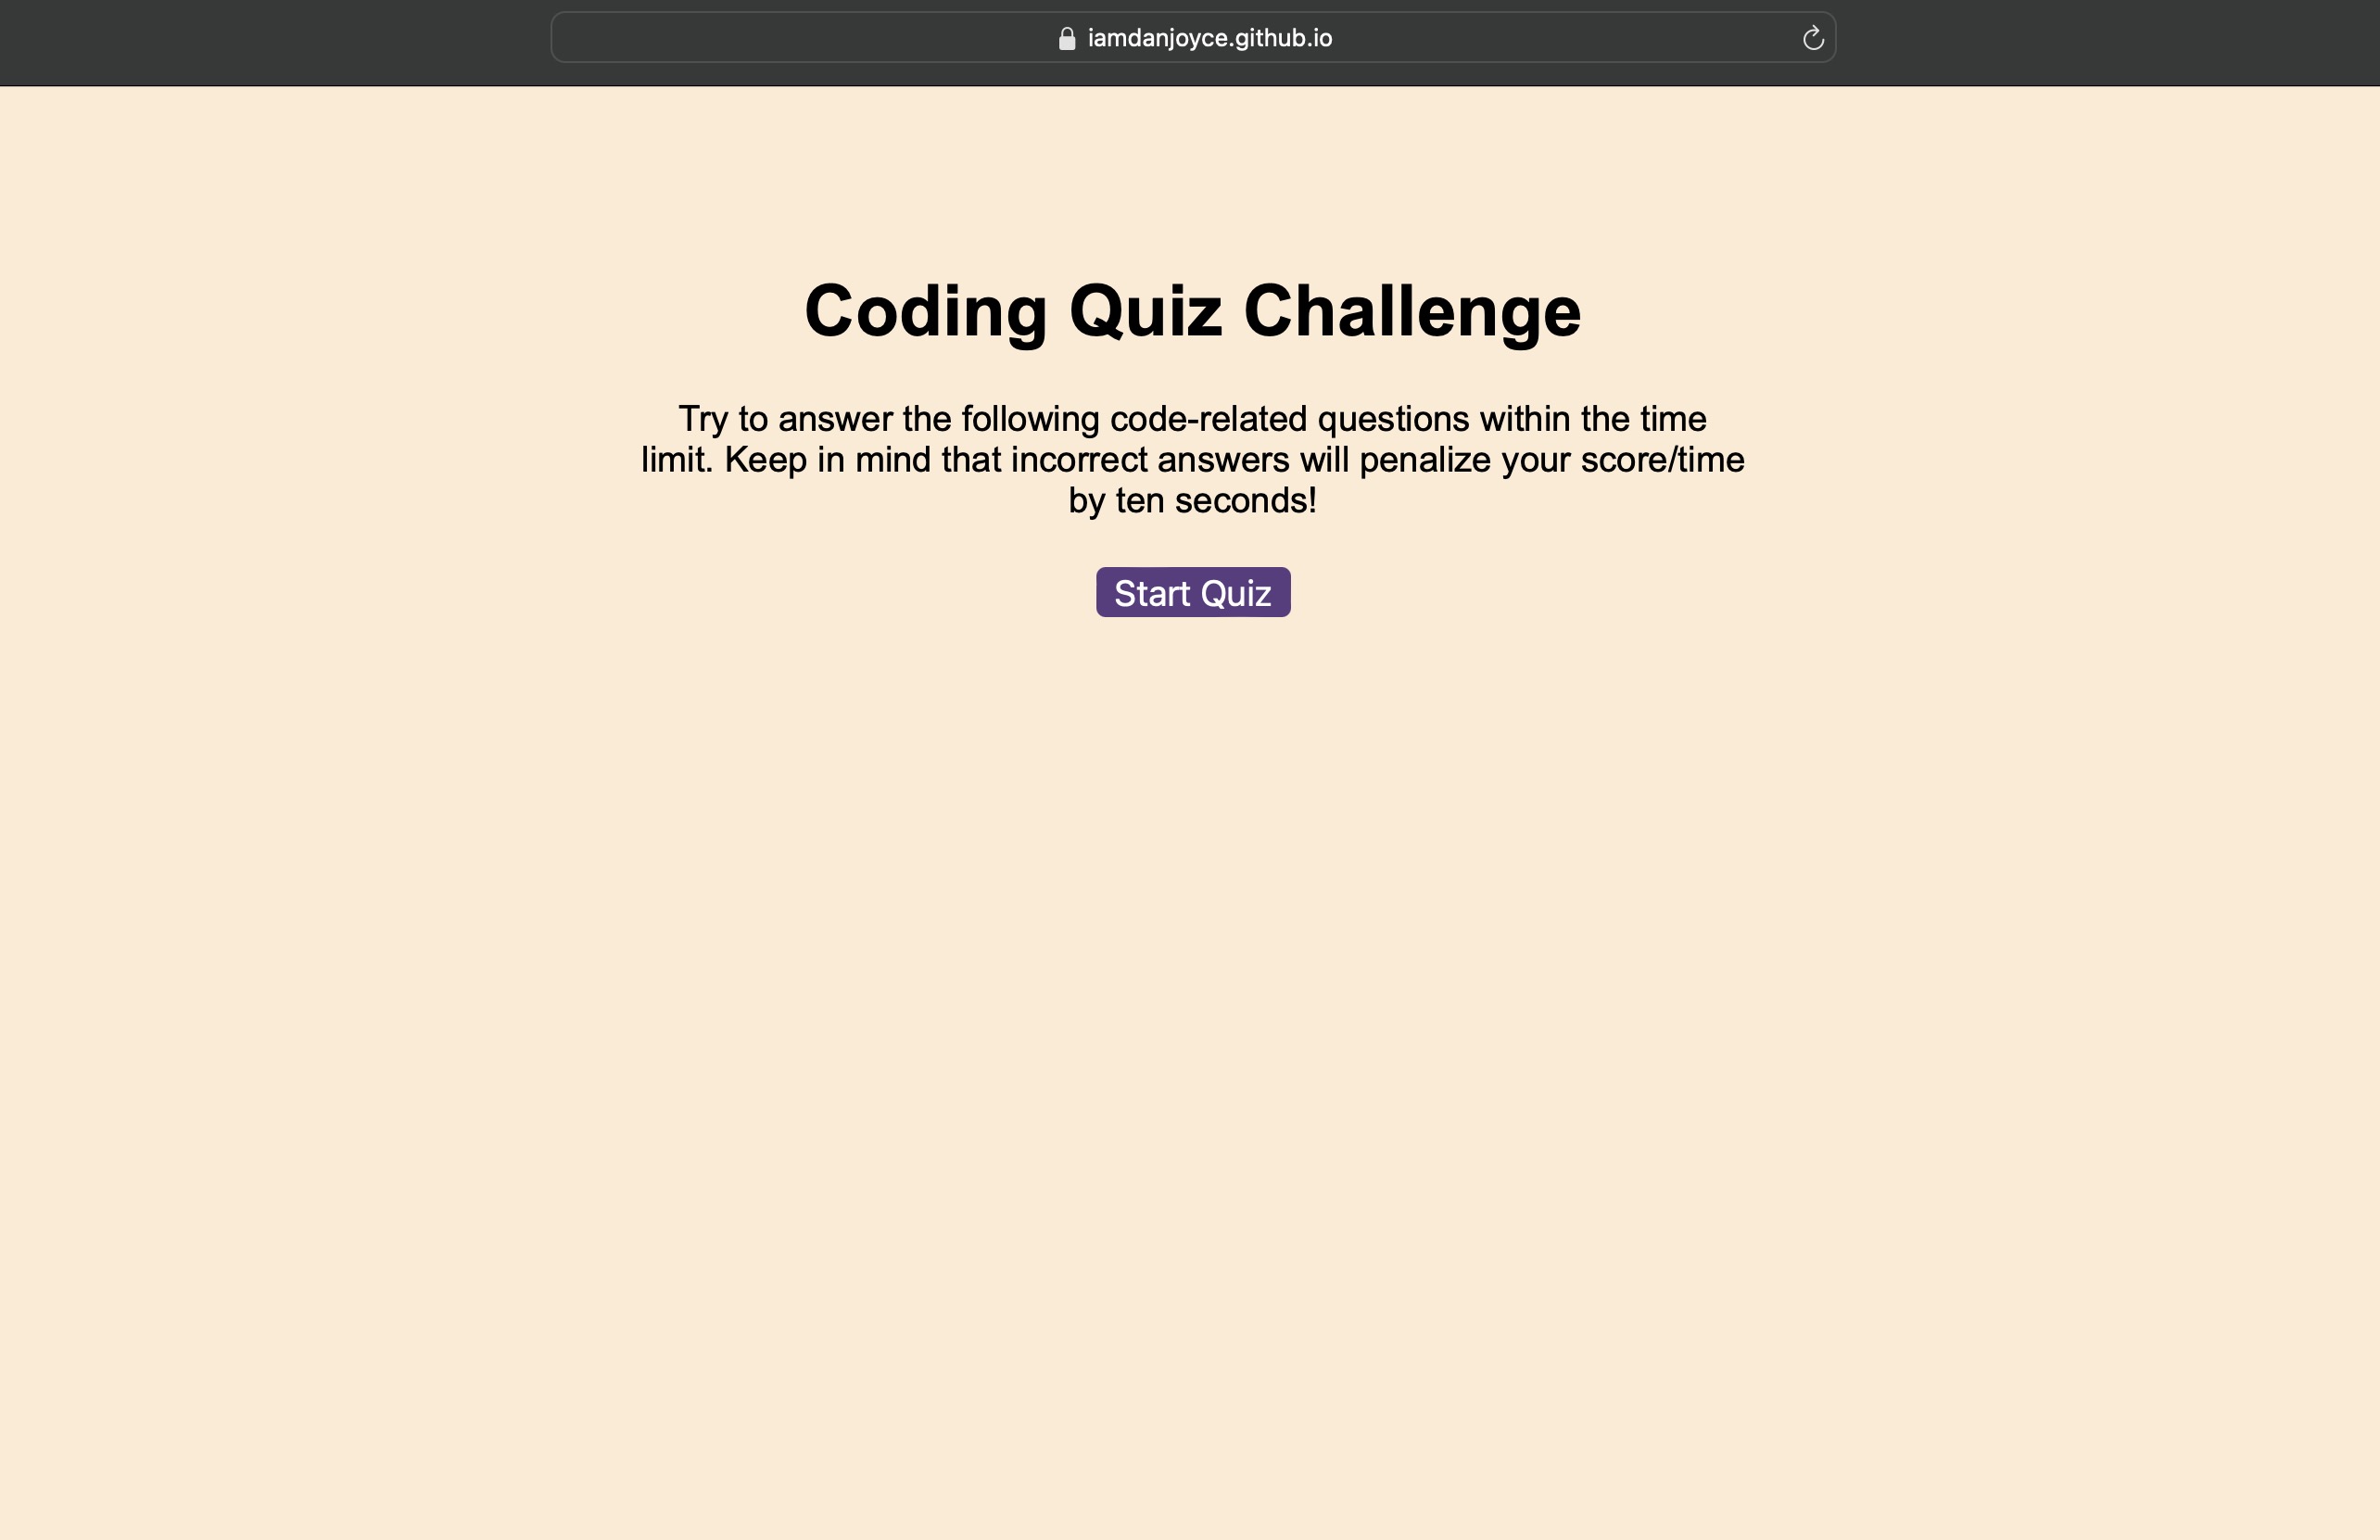 iamdanjoyce.github.io
Coding Quiz Challenge
Try to answer the following code-related questions within the time
limit. Keep in mind that incorrect answers will penalize your score/time
by ten seconds!
Start Quiz